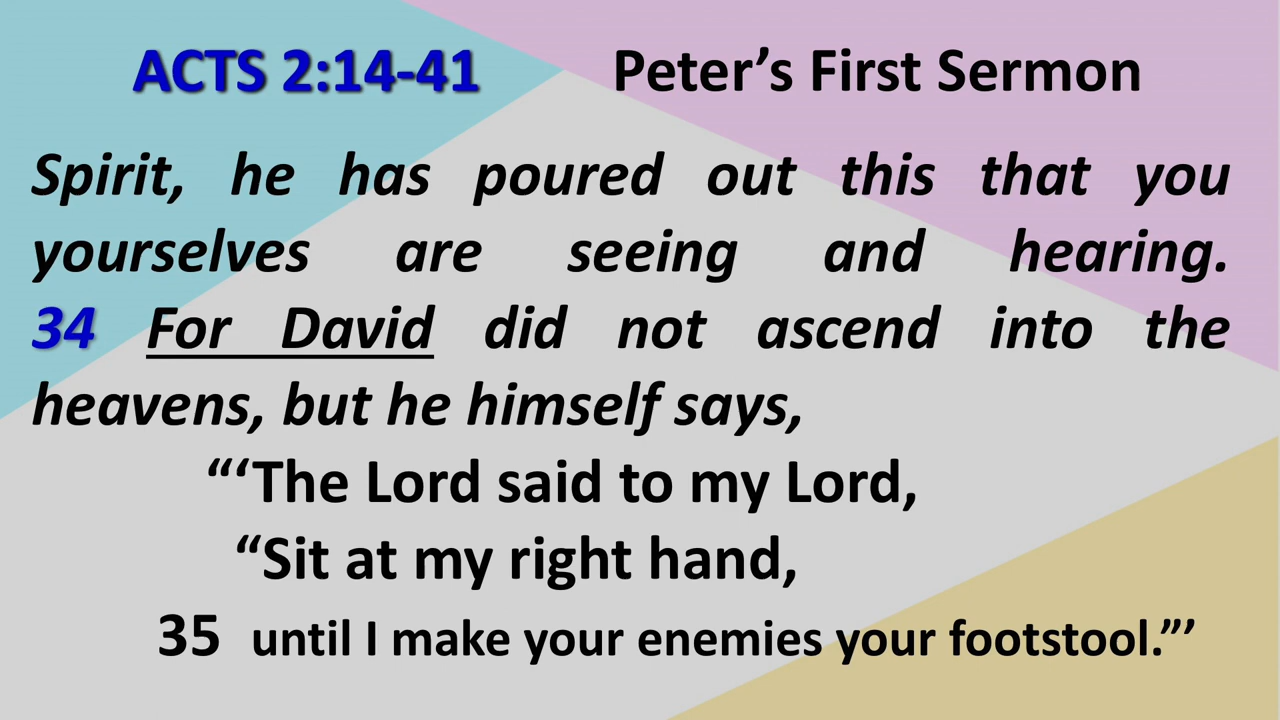 ACTS 2:14-41 Peter’s First Sermon
Spirit, he has poured out this that you
yourselves are seeing and hearing.
34 For David did not ascend into the
heavens, but he himself says,
“‘The Lord said to my Lord,
“Sit at my right hand,
35 until I make your enemies your footstool.”’